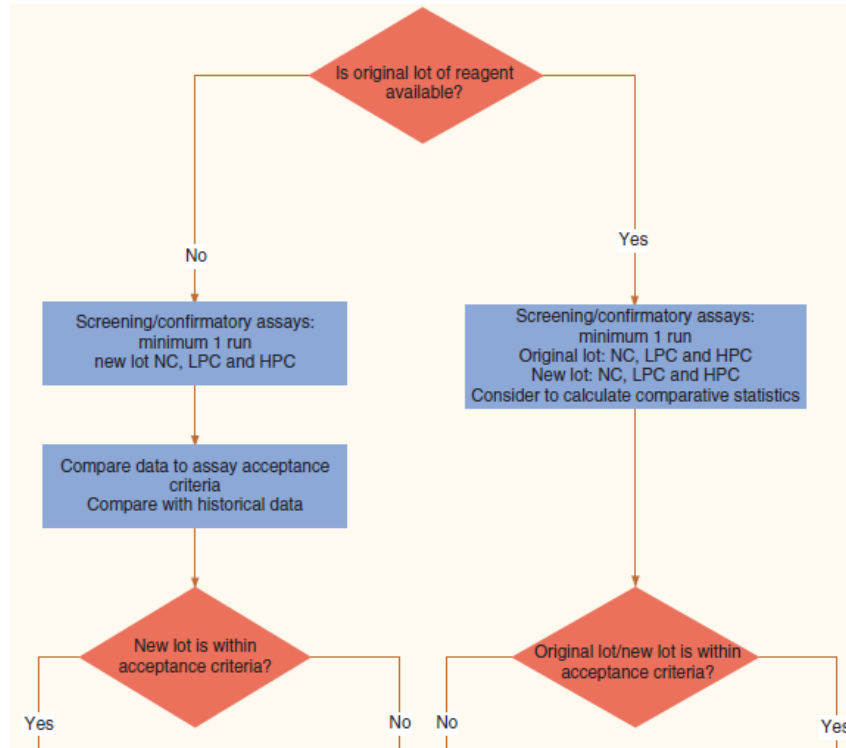 Is original lot of reagent
available?
No
Yes
Screening/confirmatory assays:
minimum 1 run
new lot NC, LPC and HPC
Screening/confirmatory assays:
minimum 1 run
Original lot: NC, LPC and HPC
New lot: NC, LPC and HPC
Consider to calculate comparative statistics
Compare data to assay acceptance
criteria
Compare with historical data
New lot is within
acceptance criteria?
Original lot/new lot is within
acceptance criteria?
Yes
No
No
Yes